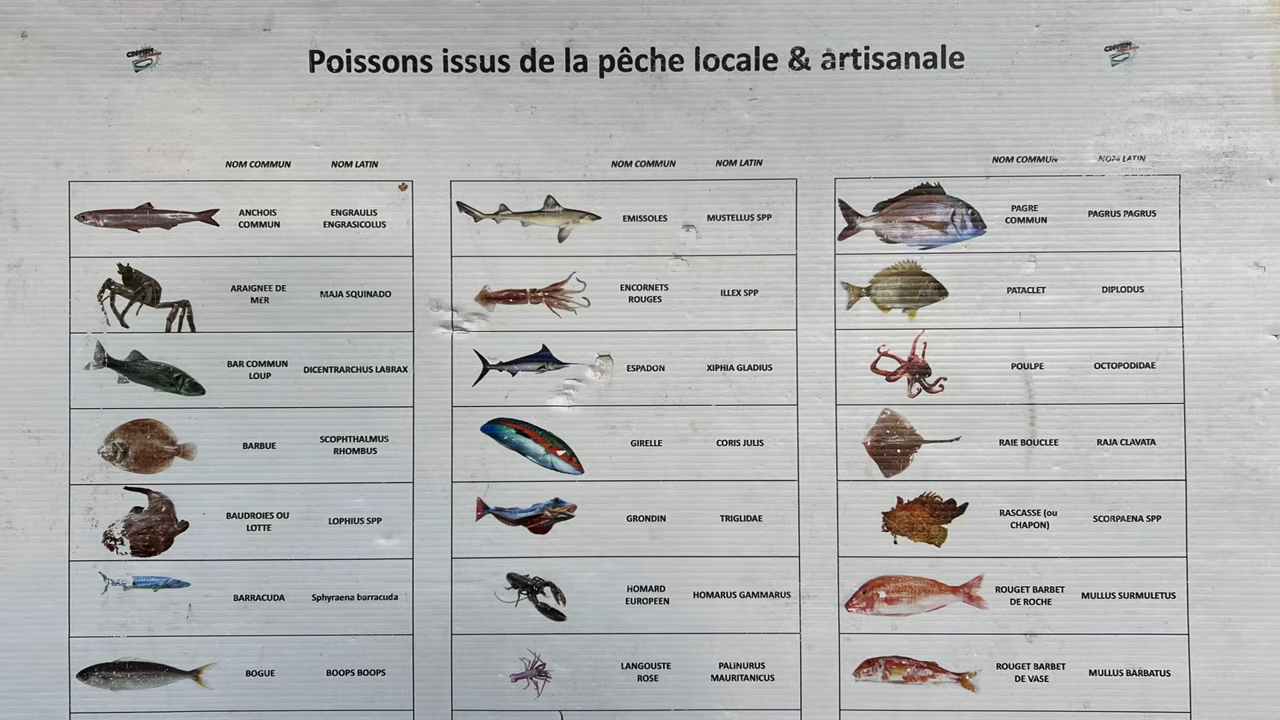 Poissons issus de la pêche locale & artisanale
NOM COMMUN NOM LATIN
ANCHOIS
COMMUN
ENGRAULIS
ENGRASICOLUS
ARAIGNEE DE
MER
MAJA SQUINADO
BAR COMMUN
LOUP
DICENTRARCHUS LABRAX
BARBUE
SCOPHTHALMUS
RHOMBUS
BAUDROIES OU
LOTTE
LOPHIUS SPP
BARRACUDA
Sphyraena barracuda
BOGUE
BOOPS BOOPS
NOM COMMUN NOM LATIN
EMISSOLES
MUSTELLUS SPP
ENCORNETS
ROUGES
ILLEX SPP
ESPADON
XIPHIA GLADIUS
GIRELLE
CORIS JULIS
GRONDIN
TRIGLIDAE
HOMARD
EUROPEEN
HOMARUS GAMMARUS
LANGOUSTE
ROSE
PALINURUS
MAURITANICUS
NOM COMMUN NOM LATIN
PAGRE
COMMUN
PAGRUS PAGRUS
PATACLET
DIPLODUS
POULPE
OCTOPODIDAE
RAIE BOUCLEE
RAJA CLAVATA
RASCASSE (ou
CHAPON)
SCORPAENA SPP
ROUGET BARBET
DE ROCHE
MULLUS SURMULETUS
ROUGET BARBET
DE VASE
MULLUS BARBATUS